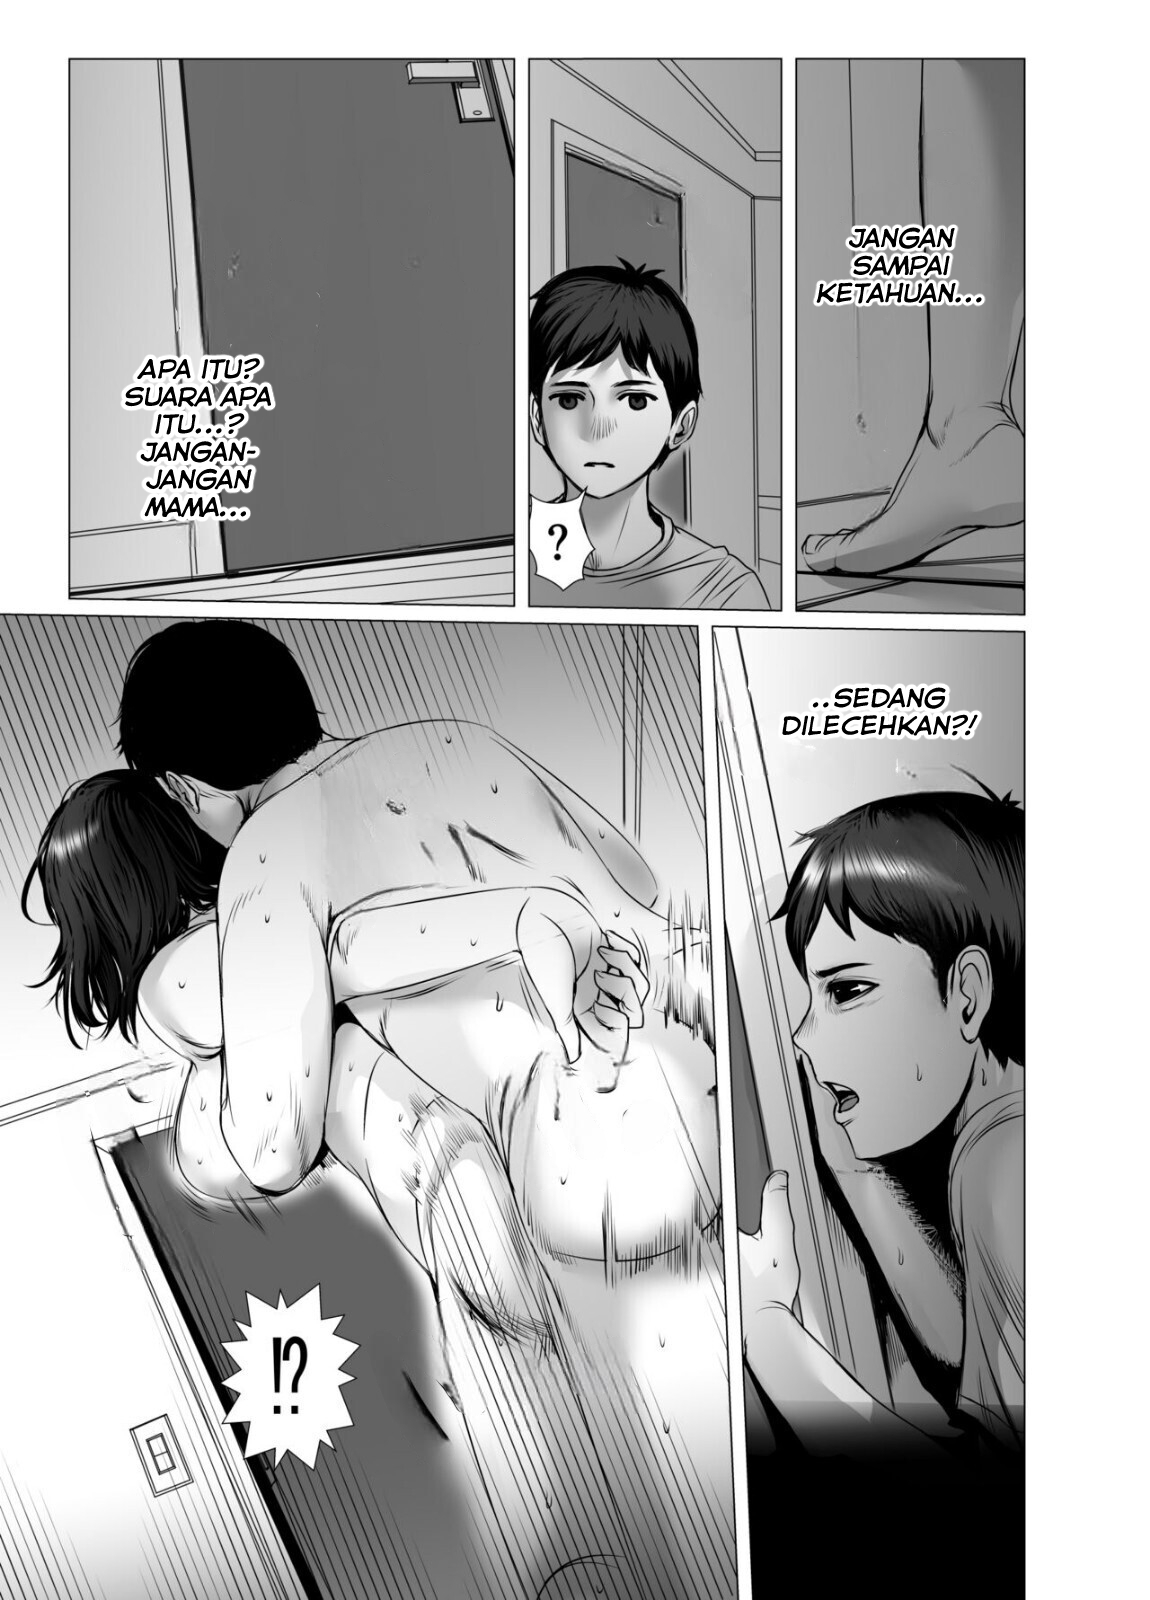 JANGAN
SAMPAI
KETAHUAN...
?
APA ITU?
SUARA APA
ITU...?
JANGAN-
JANGAN
MAMA...
..SEDANG
DILECEHKAN?!
!?